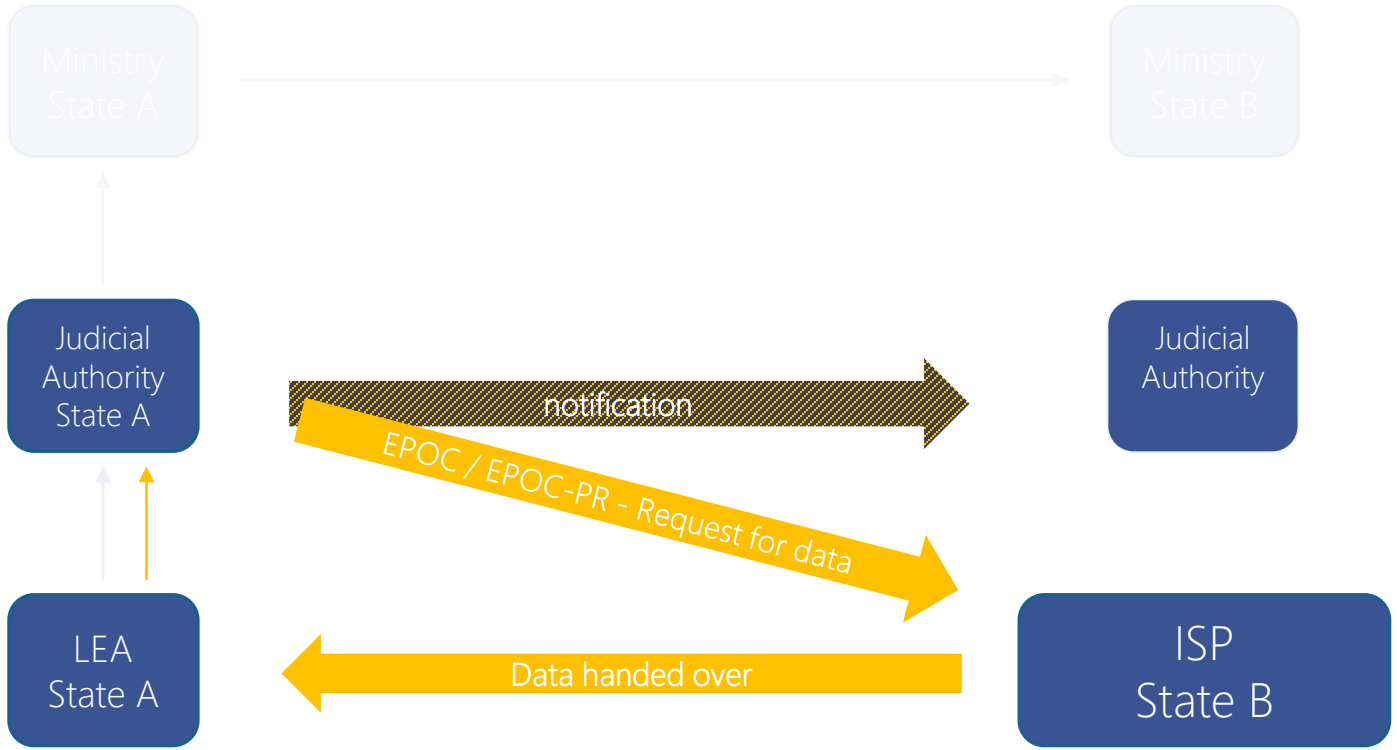 Ministry
State A
Ministry
State B
Judicial
Authority
State A
Judicial
Authority
notification
EPOC / EPOC-PR - Request for data
LEA
State A
Data handed over
ISP
State B